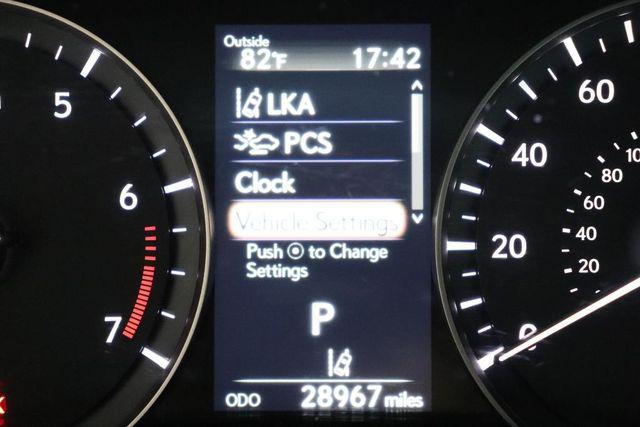 Outside
82°F 17:42
LKA
PCS
Clock
Vehicle Settings
Push to Change
Settings
P
ODO 28967 miles
5
6
7
60
40
20
0
80
60
40
20